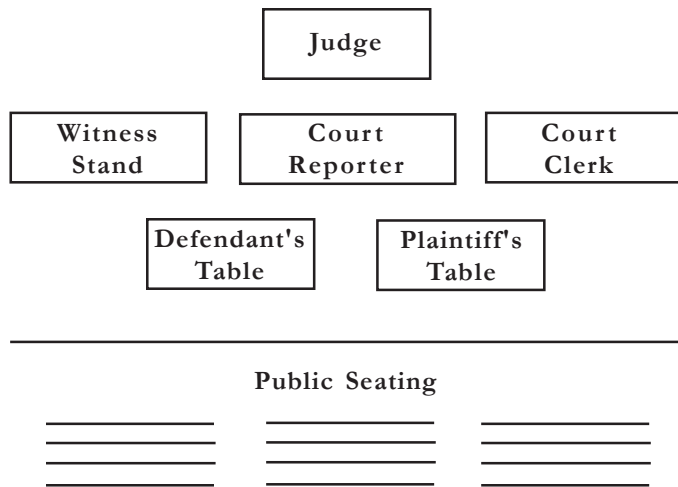 Judge
Witness
Stand
Court
Reporter
Court
Clerk
Defendant's
Table
Plaintiff's
Table
Public Seating